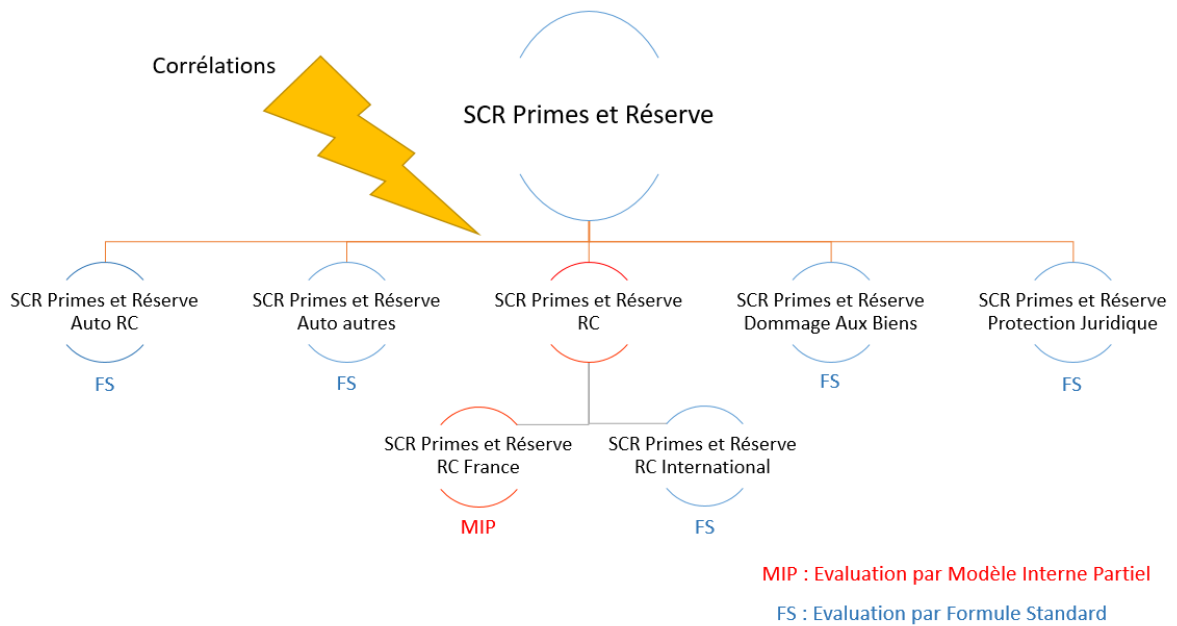 Corrélations
SCR Primes et Réserve
SCR Primes et Réserve
Auto RC
FS
SCR Primes et Réserve
Auto autres
FS
SCR Primes et Réserve
RC
SCR Primes et Réserve
Dommage Aux Biens
FS
SCR Primes et Réserve
Protection Juridique
FS
SCR Primes et Réserve
RC France
MIP
SCR Primes et Réserve
RC International
FS
MIP : Evaluation par Modèle Interne Partiel
FS : Evaluation par Formule Standard